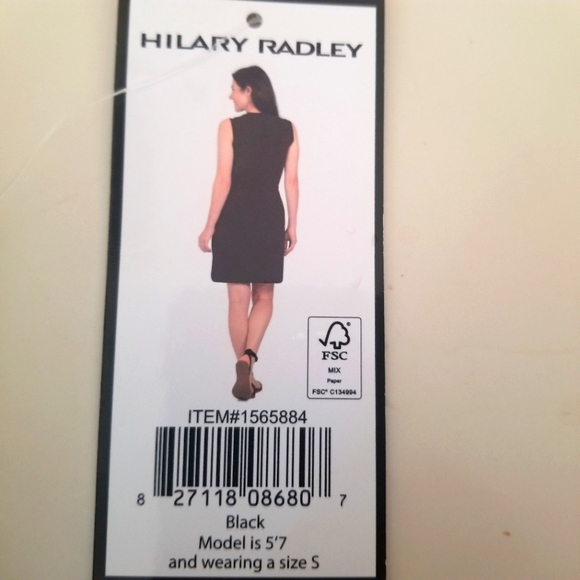 HILARY RADLEY
FSC
MIX
Paper
FSC® C134994
ITEM#1565884
8 27118 08680 7
Black
Model is 5'7
and wearing a size S